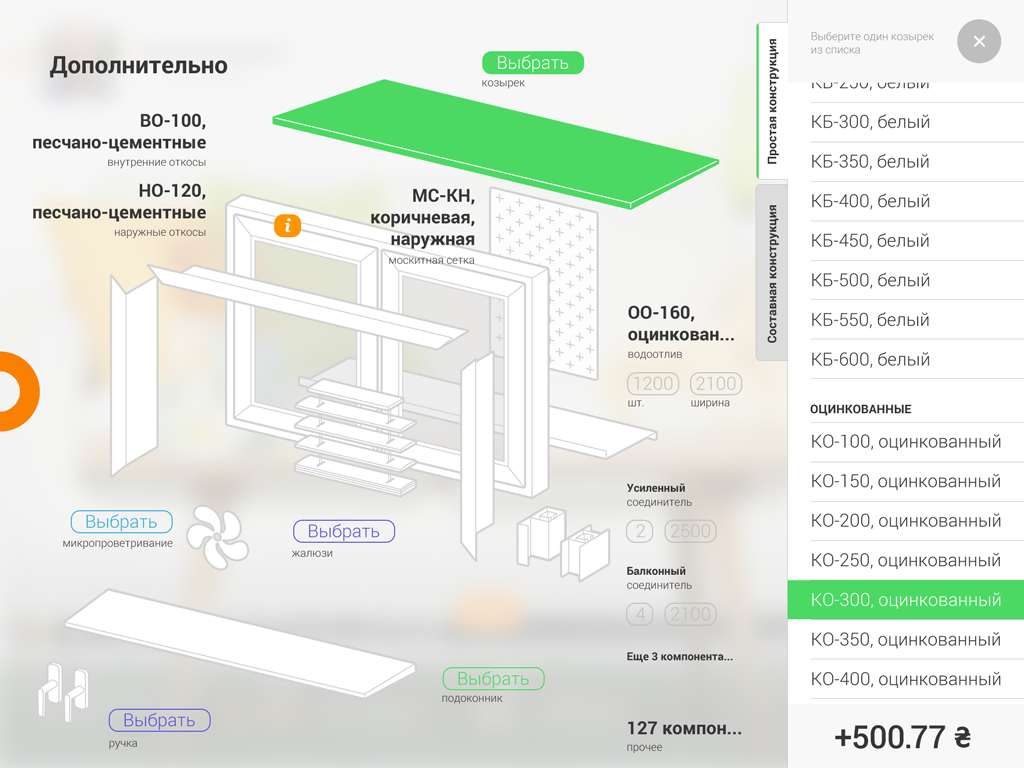 Дополнительно
Выбрать
козырек
ВО-100,
песчано-цементные
внутренние откосы
НО-120,
песчано-цементные
наружные откосы
i
МС-КН,
коричневая,
наружная
москитная сетка
ОО-160,
оцинкован...
водоотлив
1200 2100
шт. ширина
Выбрать
микропроветривание
Выбрать
жалюзи
Усиленный
соединитель
2 2500
Балконный
соединитель
4 2100
Еще 3 компонента...
Выбрать
подоконник
Выбрать
ручка
127 компон...
прочее
Простая конструкция
Составная конструкция
Выберите один козырек
из списка
КБ-250, белый
КБ-300, белый
КБ-350, белый
КБ-400, белый
КБ-450, белый
КБ-500, белый
КБ-550, белый
КБ-600, белый
ОЦИНКОВАННЫЕ
КО-100, оцинкованный
КО-150, оцинкованный
КО-200, оцинкованный
КО-250, оцинкованный
КО-300, оцинкованный
КО-350, оцинкованный
КО-400, оцинкованный
+500.77 ₴